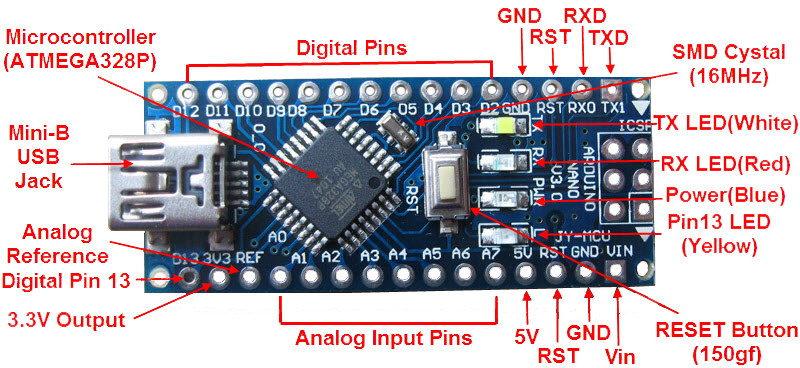 Microcontroller
(ATMEGA328P)
Digital Pins
GND
RST
RXD
TXD
SMD Cystal
(16MHz)
D12 D11 D10 D9 D8 D7 D6 D5 D4 D3 D2 GND RST RX0 TX1
Mini-B
USB
Jack
TX LED(White)
RX LED(Red)
Power(Blue)
Pin13 LED
(Yellow)
ICSP
PWR
RST
L
ARDUINO
NANO
V3.0
JY-MCU
Analog
Reference
Digital Pin 13
3.3V Output
A0
D13 3V3 REF A1 A2 A3 A4 A5 A6 A7 5V RST GND VIN
Analog Input Pins
5V
RST
GND
Vin
RESET Button
(150gf)